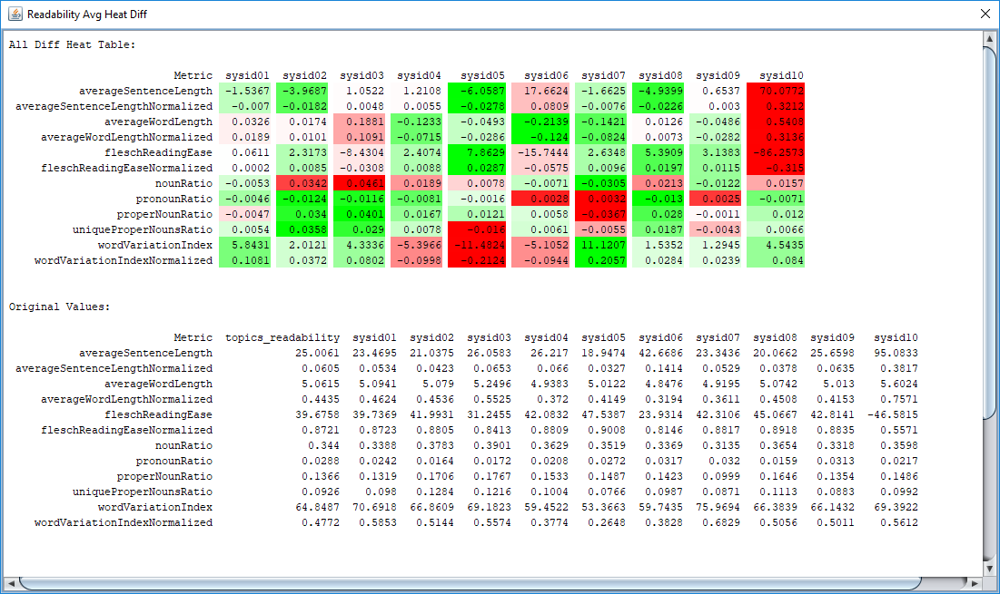 Readability Avg Heat Diff
All Diff Heat Table:
Metric sysid01 sysid02 sysid03 sysid04 sysid05 sysid06 sysid07 sysid08 sysid09 sysid10
averageSentenceLength -1.5367 -3.9687 1.0522 1.2108 -6.0587 17.6624 -1.6625 -4.9399 0.6537 70.0772
averageSentenceLengthNormalized -0.007 -0.0182 0.0048 0.0055 -0.0278 0.0809 -0.0076 -0.0226 0.003 0.3212
averageWordLength 0.0326 0.0174 0.1881 -0.1233 -0.0493 -0.2139 -0.1421 0.0126 -0.0486 0.5408
averageWordLengthNormalized 0.0189 0.0101 0.1091 -0.0715 -0.0286 -0.124 -0.0824 0.0073 -0.0282 0.3136
fleschReadingEase 0.0611 2.3173 -8.4304 2.4074 7.8629 -15.7444 2.6348 5.3909 3.1383 -86.2573
fleschReadingEaseNormalized 0.0002 0.0085 -0.0308 0.0088 0.0287 -0.0575 0.0096 0.0197 0.0115 -0.315
nounRatio -0.0053 0.0342 0.0461 0.0189 0.0078 -0.0071 -0.0305 0.0213 -0.0122 0.0157
pronounRatio -0.0046 -0.0124 -0.0116 -0.0081 -0.0016 0.0028 0.0032 -0.013 0.0025 -0.0071
properNounRatio -0.0047 0.034 0.0401 0.0167 0.0121 0.0058 -0.0367 0.028 -0.0011 0.012
uniqueProperNounsRatio 0.0054 0.0358 0.029 0.0078 -0.016 0.0061 -0.0055 0.0187 -0.0043 0.0066
wordVariationIndex 5.8431 2.0121 4.3336 -5.3966 -11.4824 -5.1052 11.1207 1.5352 1.2945 4.5435
wordVariationIndexNormalized 0.1081 0.0372 0.0802 -0.0998 -0.2124 -0.0944 0.2057 0.0284 0.0239 0.084
Original Values:
Metric topics_readability sysid01 sysid02 sysid03 sysid04 sysid05 sysid06 sysid07 sysid08 sysid09 sysid10
averageSentenceLength 25.0061 23.4695 21.0375 26.0583 26.217 18.9474 42.6686 23.3436 20.0662 25.6598 95.0833
averageSentenceLengthNormalized 0.0605 0.0534 0.0423 0.0653 0.066 0.0327 0.1414 0.0529 0.0378 0.0635 0.3817
averageWordLength 5.0615 5.0941 5.079 5.2496 4.9383 5.0122 4.8476 4.9195 5.0742 5.013 5.6024
averageWordLengthNormalized 0.4435 0.4624 0.4536 0.5525 0.372 0.4149 0.3194 0.3611 0.4508 0.4153 0.7571
fleschReadingEase 39.6758 39.7369 41.9931 31.2455 42.0832 47.5387 23.9314 42.3106 45.0667 42.8141 -46.5815
fleschReadingEaseNormalized 0.8721 0.8723 0.8805 0.8413 0.8809 0.9008 0.8146 0.8817 0.8918 0.8835 0.5571
nounRatio 0.344 0.3388 0.3783 0.3901 0.3629 0.3519 0.3369 0.3135 0.3654 0.3318 0.3598
pronounRatio 0.0288 0.0242 0.0164 0.0172 0.0208 0.0272 0.0317 0.032 0.0159 0.0313 0.0217
properNounRatio 0.1366 0.1319 0.1706 0.1767 0.1533 0.1487 0.1423 0.0999 0.1646 0.1354 0.1486
uniqueProperNounsRatio 0.0926 0.098 0.1284 0.1216 0.1004 0.0766 0.0987 0.0871 0.1113 0.0883 0.0992
wordVariationIndex 64.8487 70.6918 66.8609 69.1823 59.4522 53.3663 59.7435 75.9694 66.3839 66.1432 69.3922
wordVariationIndexNormalized 0.4772 0.5853 0.5144 0.5574 0.3774 0.2648 0.3828 0.6829 0.5056 0.5011 0.5612